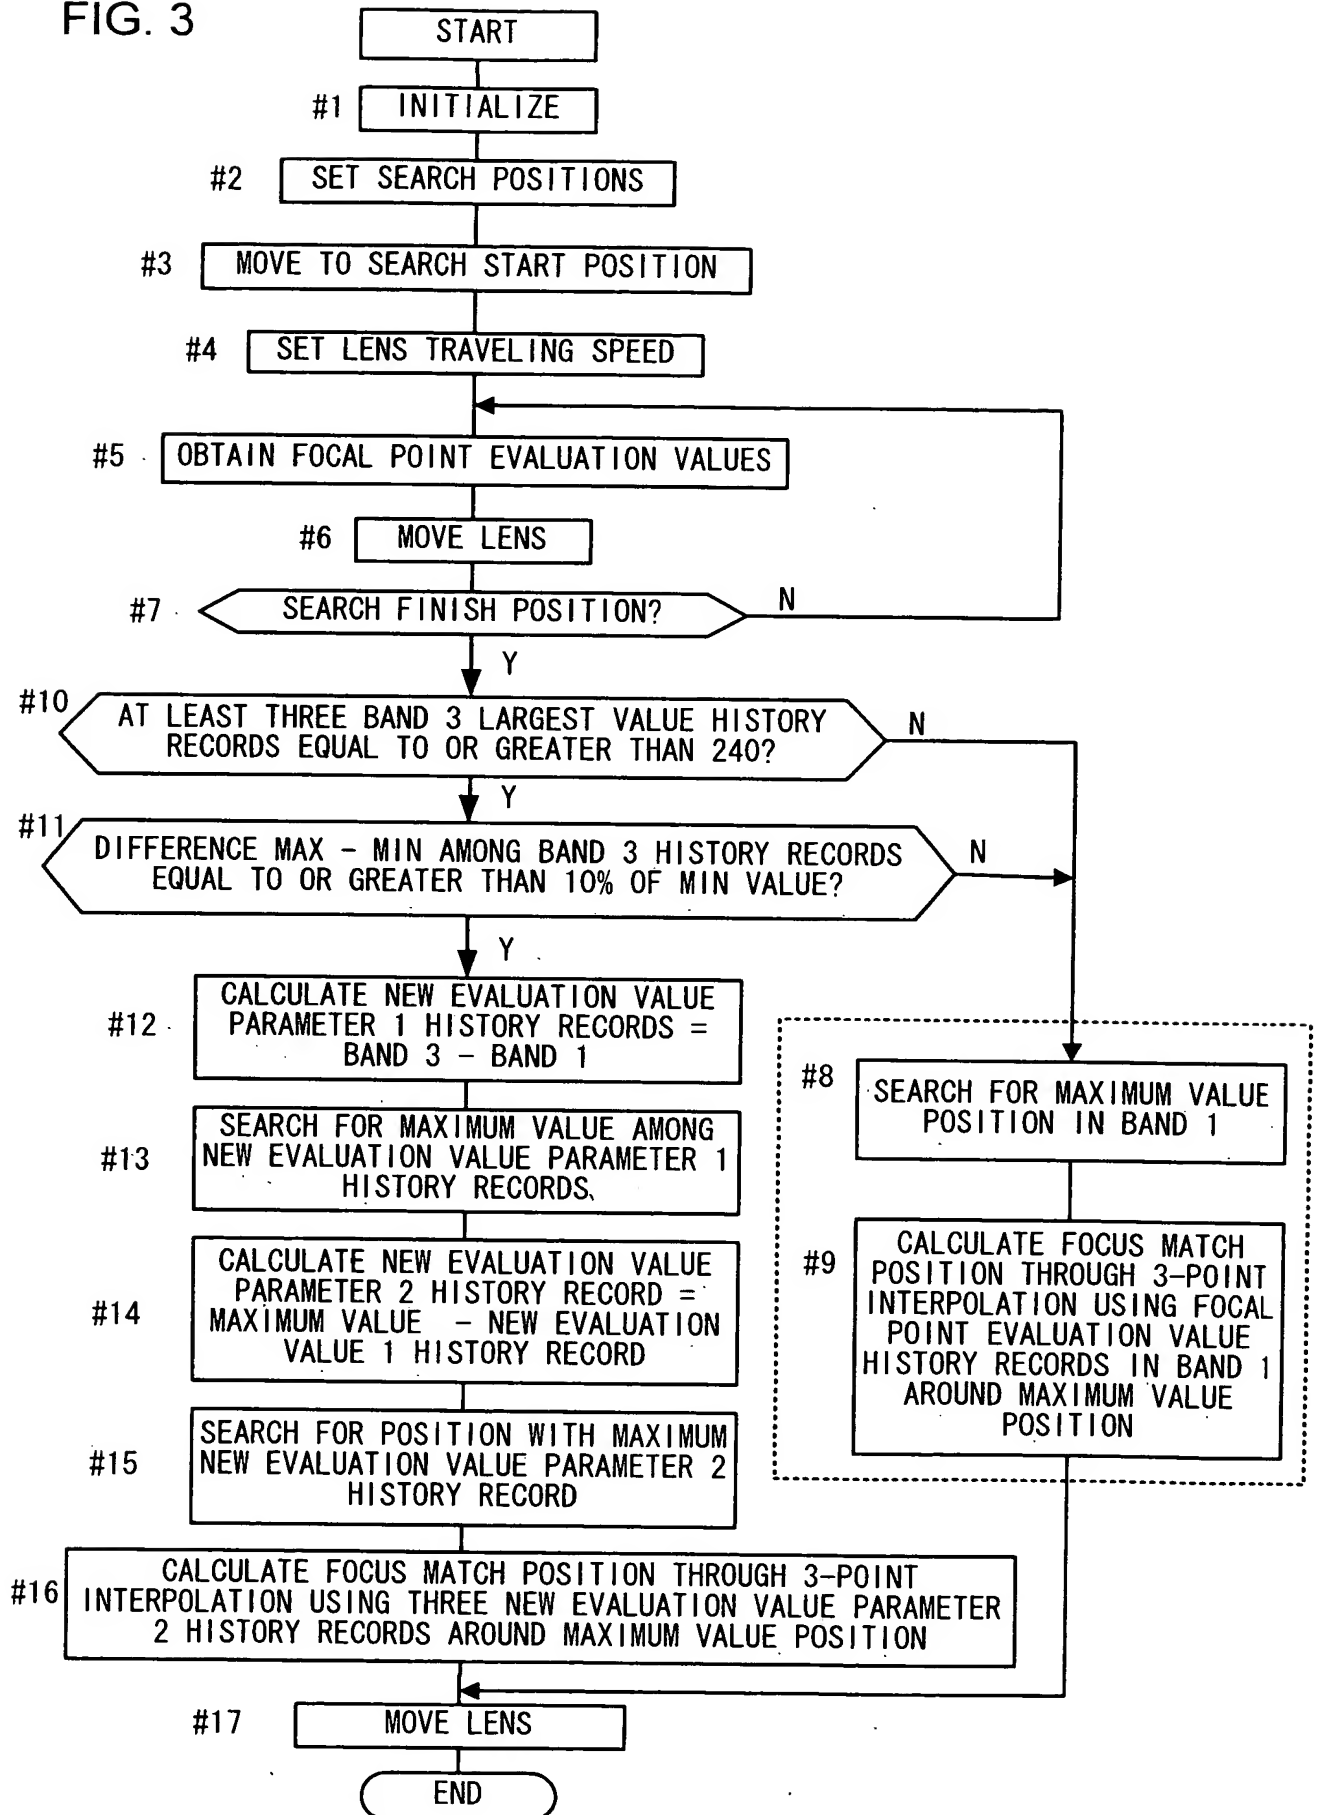 FIG. 3
START
#1
INITIALIZE
#2
SET SEARCH POSITIONS
#3
MOVE TO SEARCH START POSITION
#4
SET LENS TRAVELING SPEED
#5
OBTAIN FOCAL POINT EVALUATION VALUES
#6
MOVE LENS
#7
SEARCH FINISH POSITION?
N
Y
#10
AT LEAST THREE BAND 3 LARGEST VALUE HISTORY
RECORDS EQUAL TO OR GREATER THAN 240?
N
Y
#11
DIFFERENCE MAX - MIN AMONG BAND 3 HISTORY RECORDS
EQUAL TO OR GREATER THAN 10% OF MIN VALUE?
N
Y
#12
CALCULATE NEW EVALUATION VALUE
PARAMETER 1 HISTORY RECORDS =
BAND 3 - BAND 1
#13
SEARCH FOR MAXIMUM VALUE AMONG
NEW EVALUATION VALUE PARAMETER 1
HISTORY RECORDS
#14
CALCULATE NEW EVALUATION VALUE
PARAMETER 2 HISTORY RECORD =
MAXIMUM VALUE - NEW EVALUATION
VALUE 1 HISTORY RECORD
#15
SEARCH FOR POSITION WITH MAXIMUM
NEW EVALUATION VALUE PARAMETER 2
HISTORY RECORD
#8
SEARCH FOR MAXIMUM VALUE
POSITION IN BAND 1
#9
CALCULATE FOCUS MATCH
POSITION THROUGH 3-POINT
INTERPOLATION USING FOCAL
POINT EVALUATION VALUE
HISTORY RECORDS IN BAND 1
AROUND MAXIMUM VALUE
POSITION
#16
CALCULATE FOCUS MATCH POSITION THROUGH 3-POINT
INTERPOLATION USING THREE NEW EVALUATION VALUE PARAMETER
2 HISTORY RECORDS AROUND MAXIMUM VALUE POSITION
#17
MOVE LENS
END